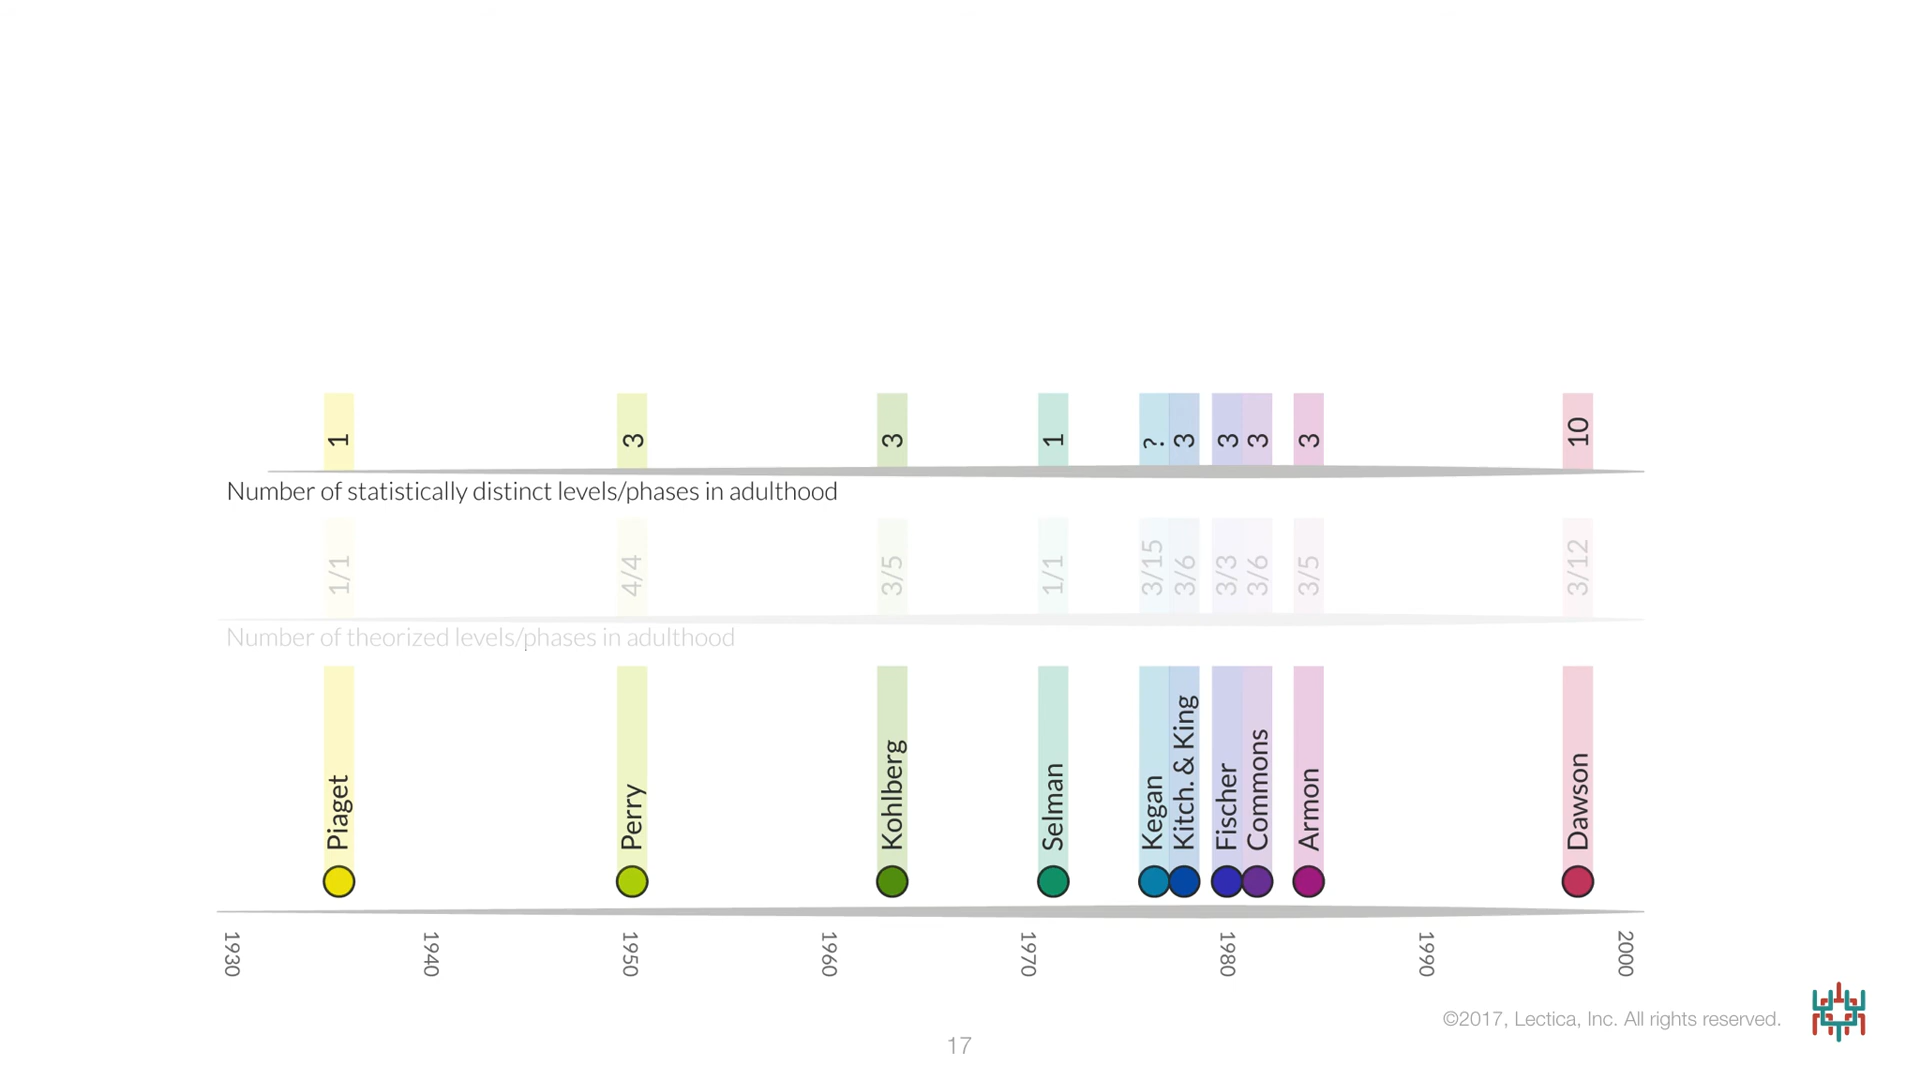 1 3 3 1 ? 3 3 3 3 10
Number of statistically distinct levels/phases in adulthood
1/1 4/4 3/5 1/1 3/15 3/6 3/3 3/6 3/5 3/12
Number of theorized levels/phases in adulthood
Piaget Perry Kohlberg Selman Kegan Kitch. & King Fischer Commons Armon Dawson
1930 1940 1950 1960 1970 1980 1990 2000
©2017, Lectica, Inc. All rights reserved.
17